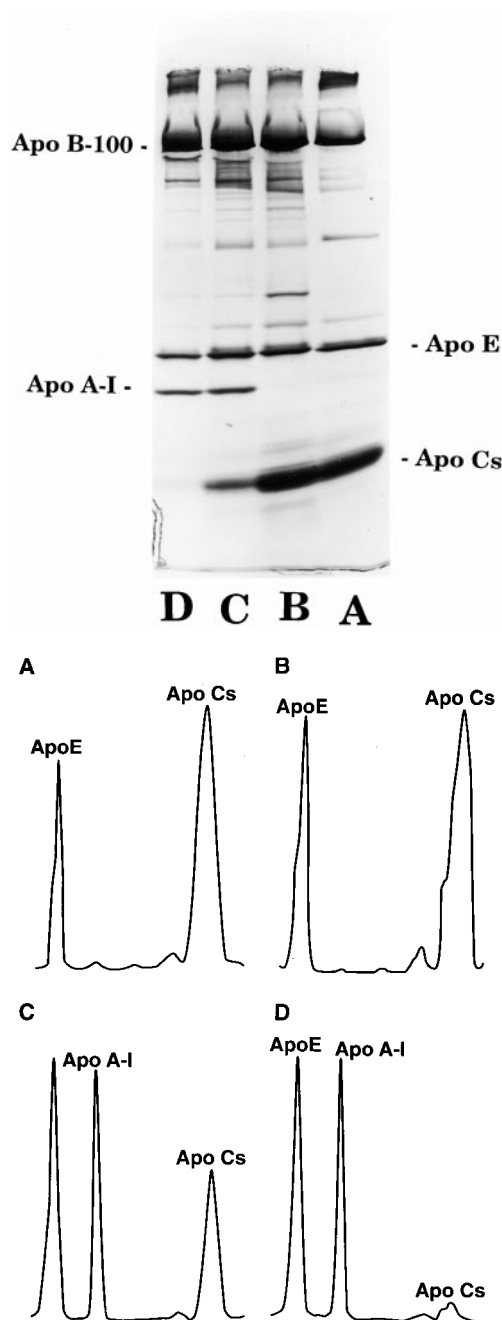 Apo B-100 -
- Apo E
Apo A-I -
- Apo Cs
D C B A
A
B
Apo Cs
Apo Cs
ApoE
ApoE
C
D
Apo A-I
ApoE
Apo A-I
Apo Cs
Apo Cs